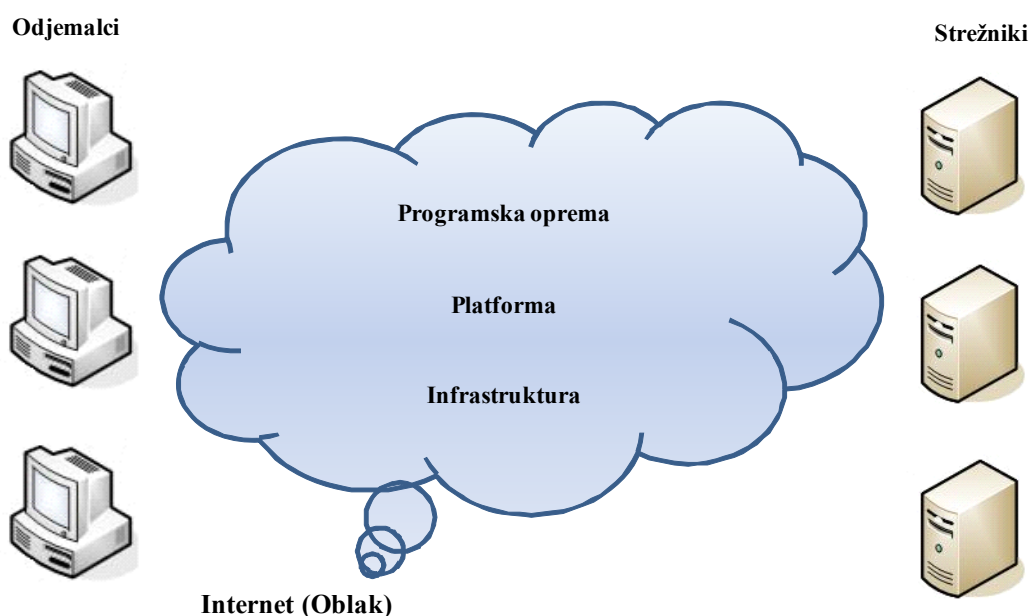 Odjemalci
Strežniki
Programska oprema
Platforma
Infrastruktura
Internet (Oblak)